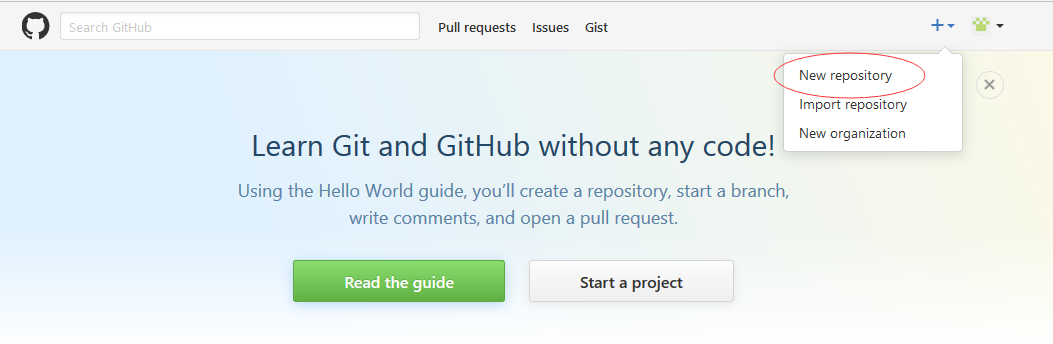 Search GitHub
Pull requests
Issues
Gist
New repository
Import repository
New organization
Learn Git and GitHub without any code!
Using the Hello World guide, you’ll create a repository, start a branch,
write comments, and open a pull request.
Read the guide
Start a project